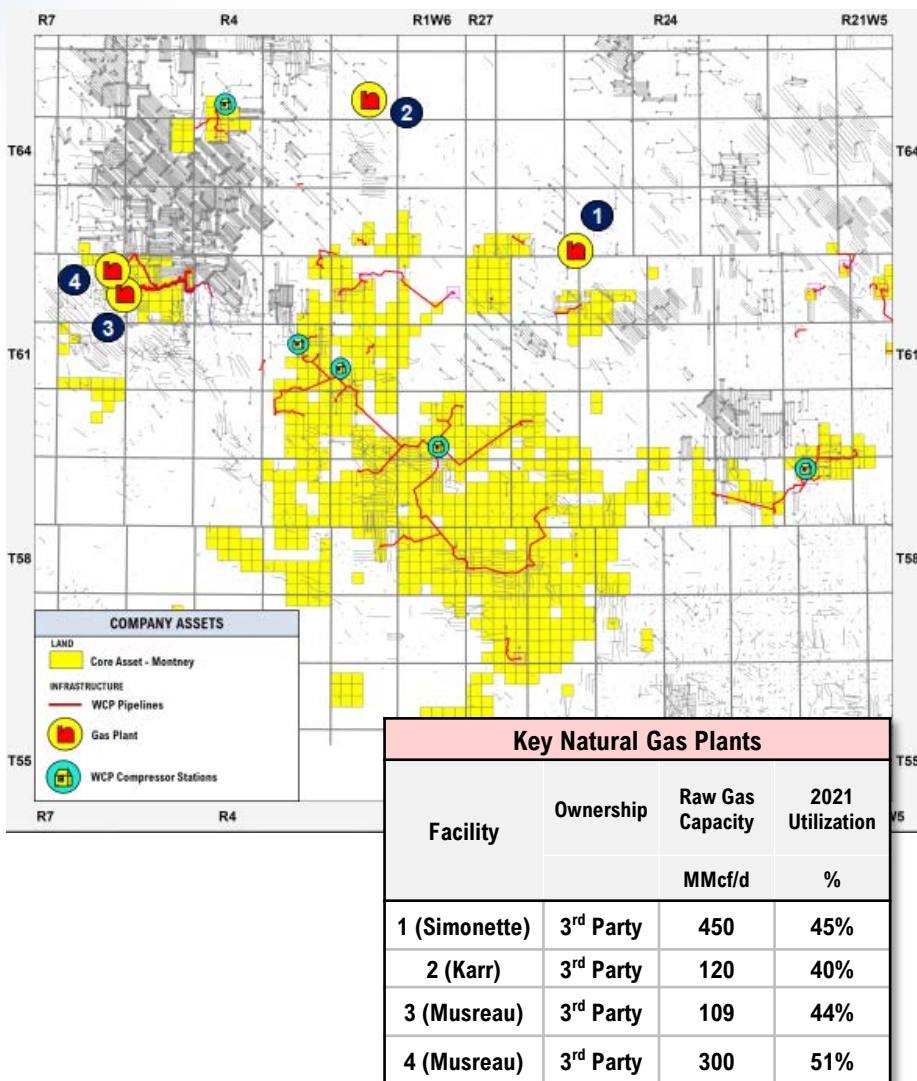 R7 R4 R1W6 R27 R24 R21W5
2
T64 T64
1
4
3
T61 T61
T58 T58
COMPANY ASSETS
LAND
Core Asset - Montney
INFRASTRUCTURE
WCP Pipelines
Gas Plant
WCP Compressor Stations
T55 T55
R7 R4 W5
Key Natural Gas Plants
Facility Ownership Raw Gas Capacity 2021 Utilization
MMcf/d %
1 (Simonette) 3rd Party 450 45%
2 (Karr) 3rd Party 120 40%
3 (Musreau) 3rd Party 109 44%
4 (Musreau) 3rd Party 300 51%